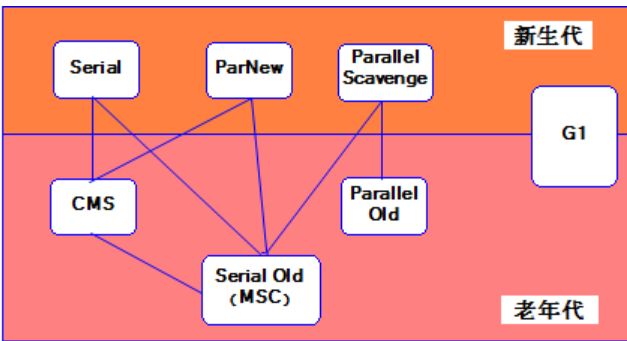 新生代
Serial
ParNew
Parallel
Scavenge
G1
CMS
Parallel
Old
Serial Old
（MSC）
老年代